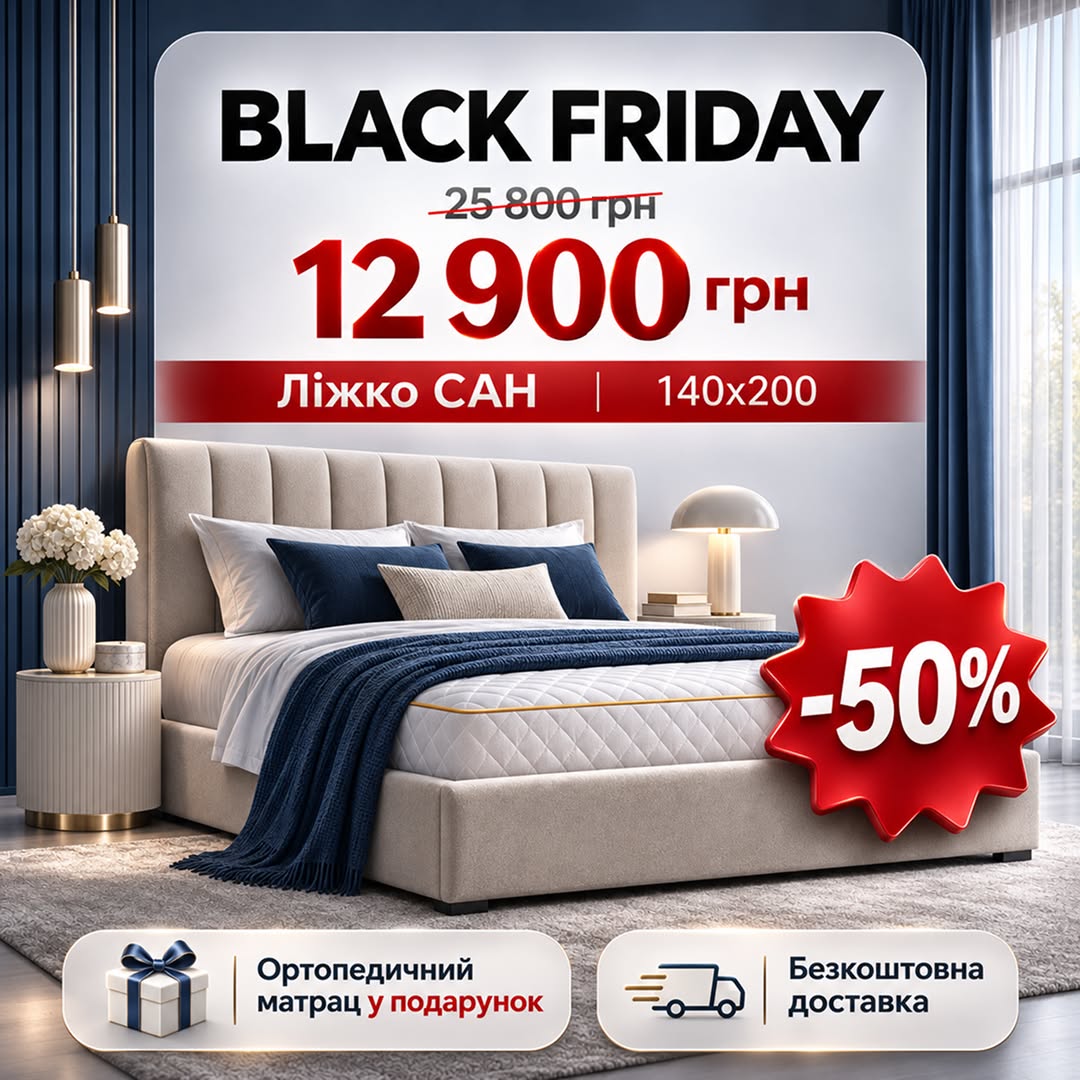 BLACK FRIDAY
25 800 грн
12 900 грн
Ліжко САН | 140x200
-50%
Ортопедичний
матрац у подарунок
Безкоштовна
доставка